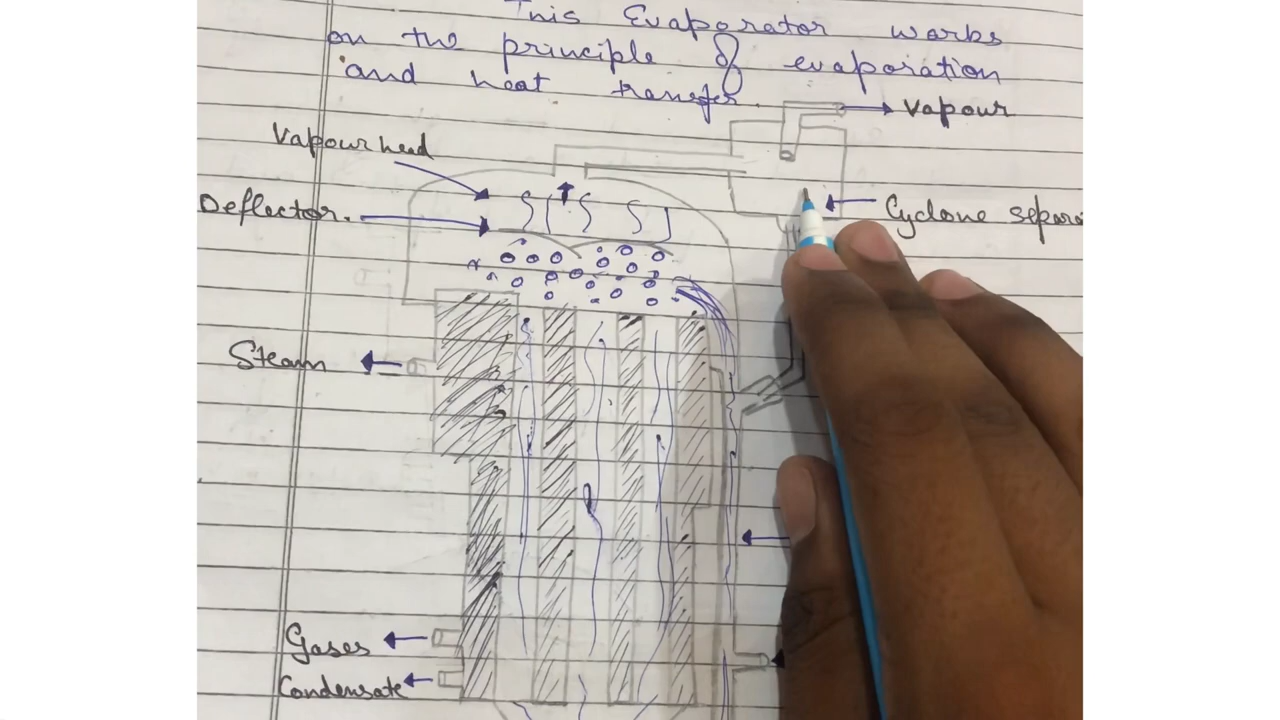 This Evaporator works
on the principle of evaporation
and heat transfer.
Vapour
Vapour head
Deflector.
Cyclone separa
Steam
Gases
Condensate